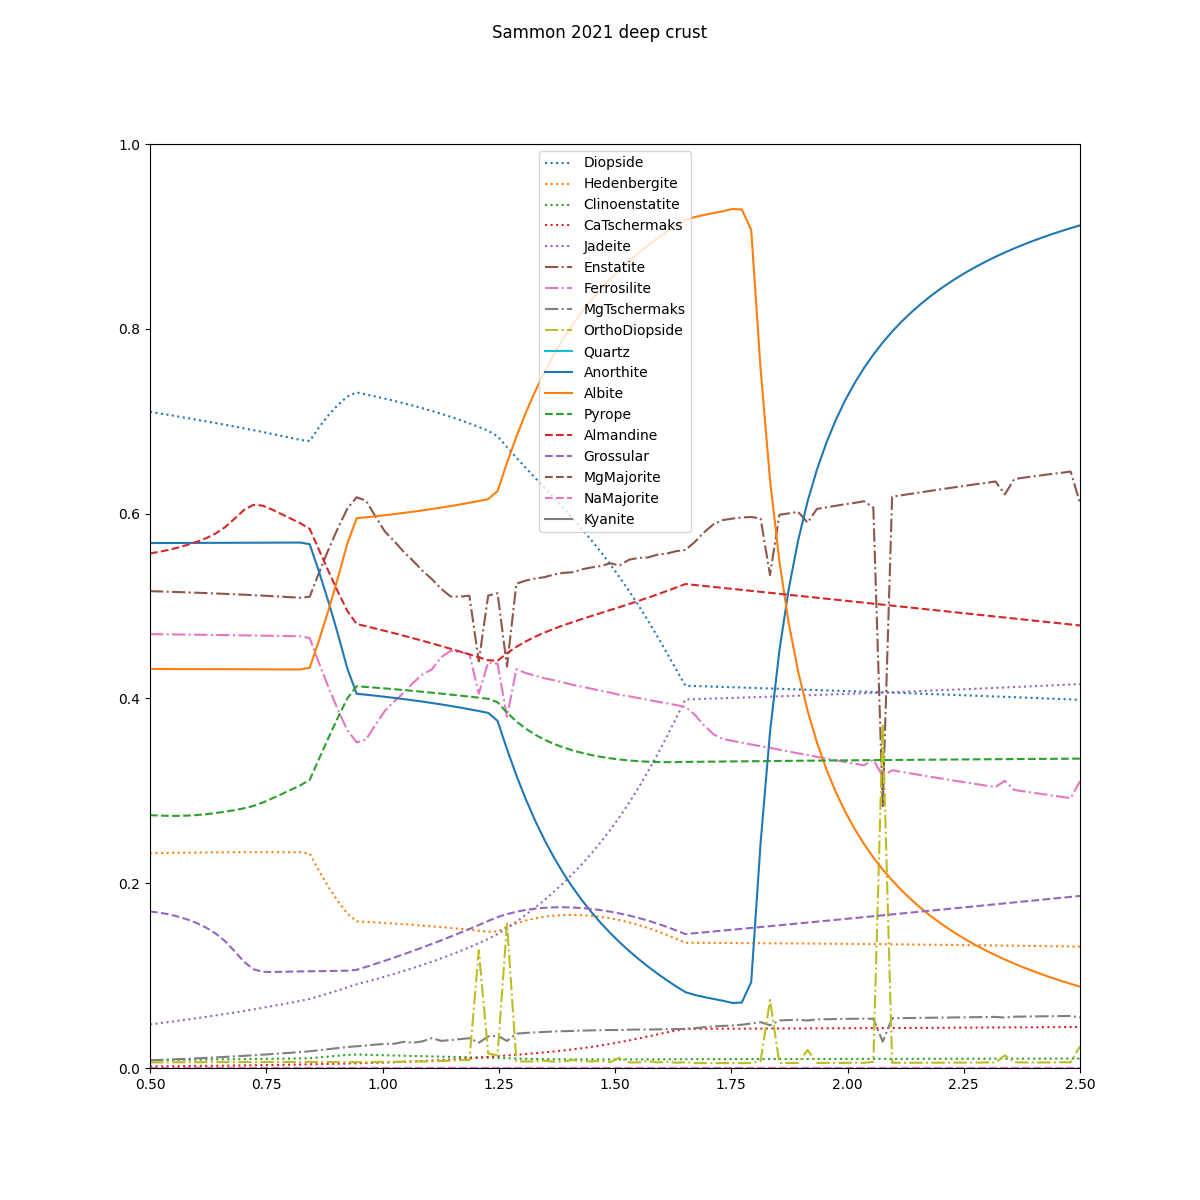 Sammon 2021 deep crust
1.0
0.8
0.6
0.4
0.2
0.0
Diopside
Hedenbergite
Clinoenstatite
CaTschermaks
Jadeite
Enstatite
Ferrosilite
MgTschermaks
OrthoDiopside
Quartz
Anorthite
Albite
Pyrope
Almandine
Grossular
MgMajorite
NaMajorite
Kyanite
0.50 0.75 1.00 1.25 1.50 1.75 2.00 2.25 2.50